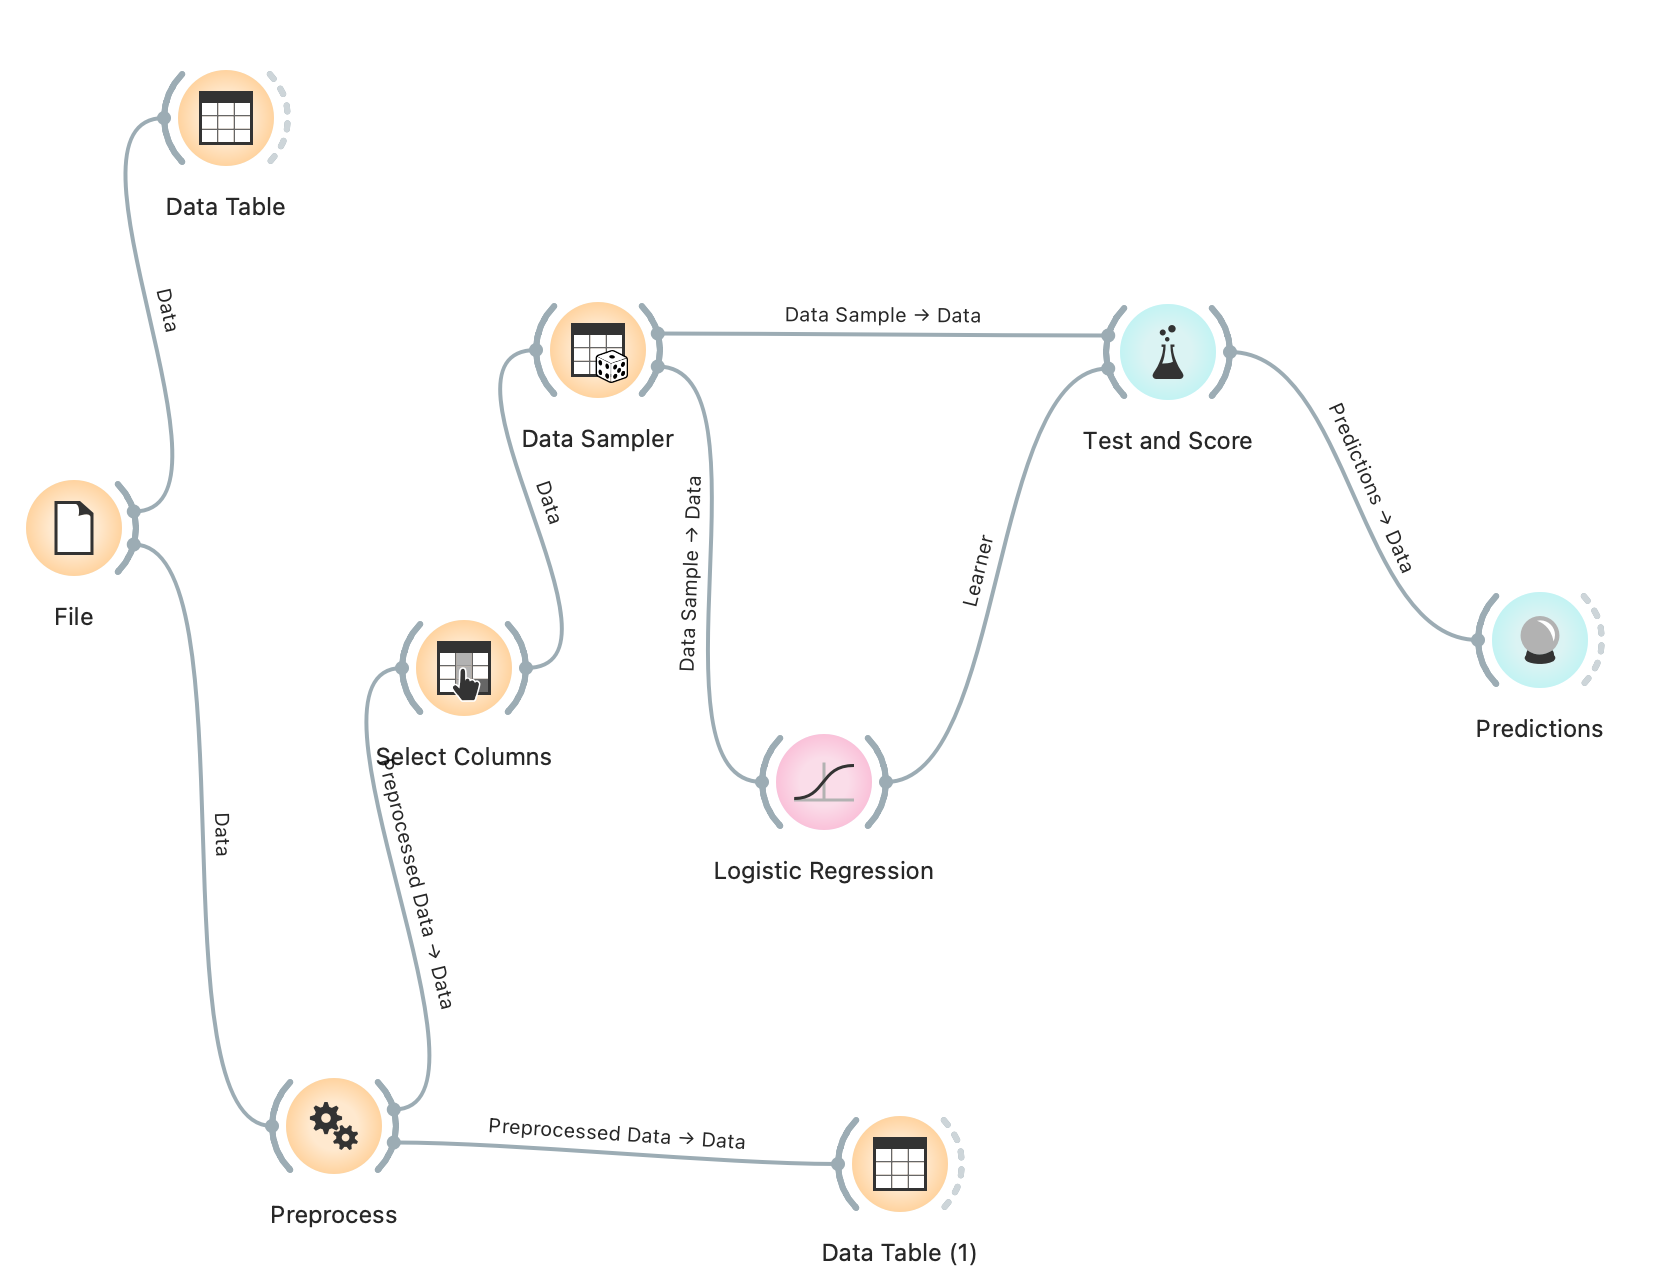 Data Table
Data
Data Sample → Data
Data Sampler
Test and Score
Predictions → Data
Data
Data Sample → Data
Learner
File
Select Columns
Predictions
Preprocessed Data → Data
Data
Logistic Regression
Preprocessed Data → Data
Preprocess
Data Table (1)